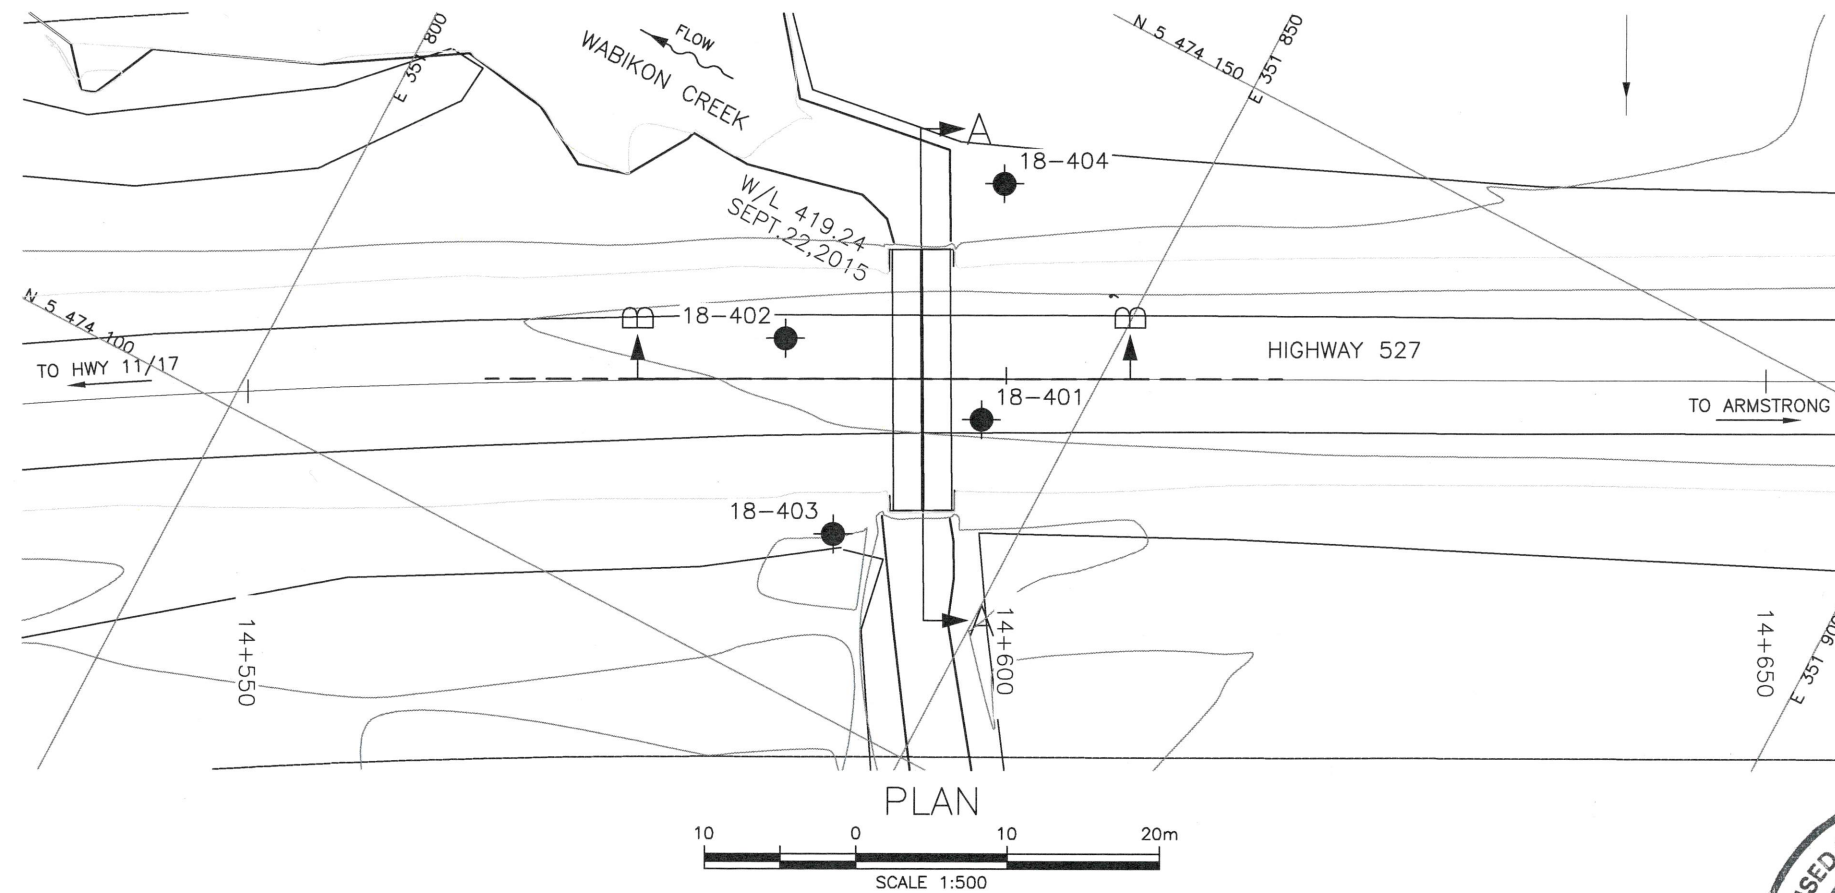 E 351 800
FLOW
WABIKON CREEK
N 5 474 150
E 351 850
A
18-404
W/L 419.24
SEPT.22,2015
N 5 474 100
B
18-402
B'
HIGHWAY 527
TO HWY 11/17
18-401
TO ARMSTRONG
18-403
A'
14+550
14+600
14+650
E 351 900
PLAN
10 0 10 20m
SCALE 1:500